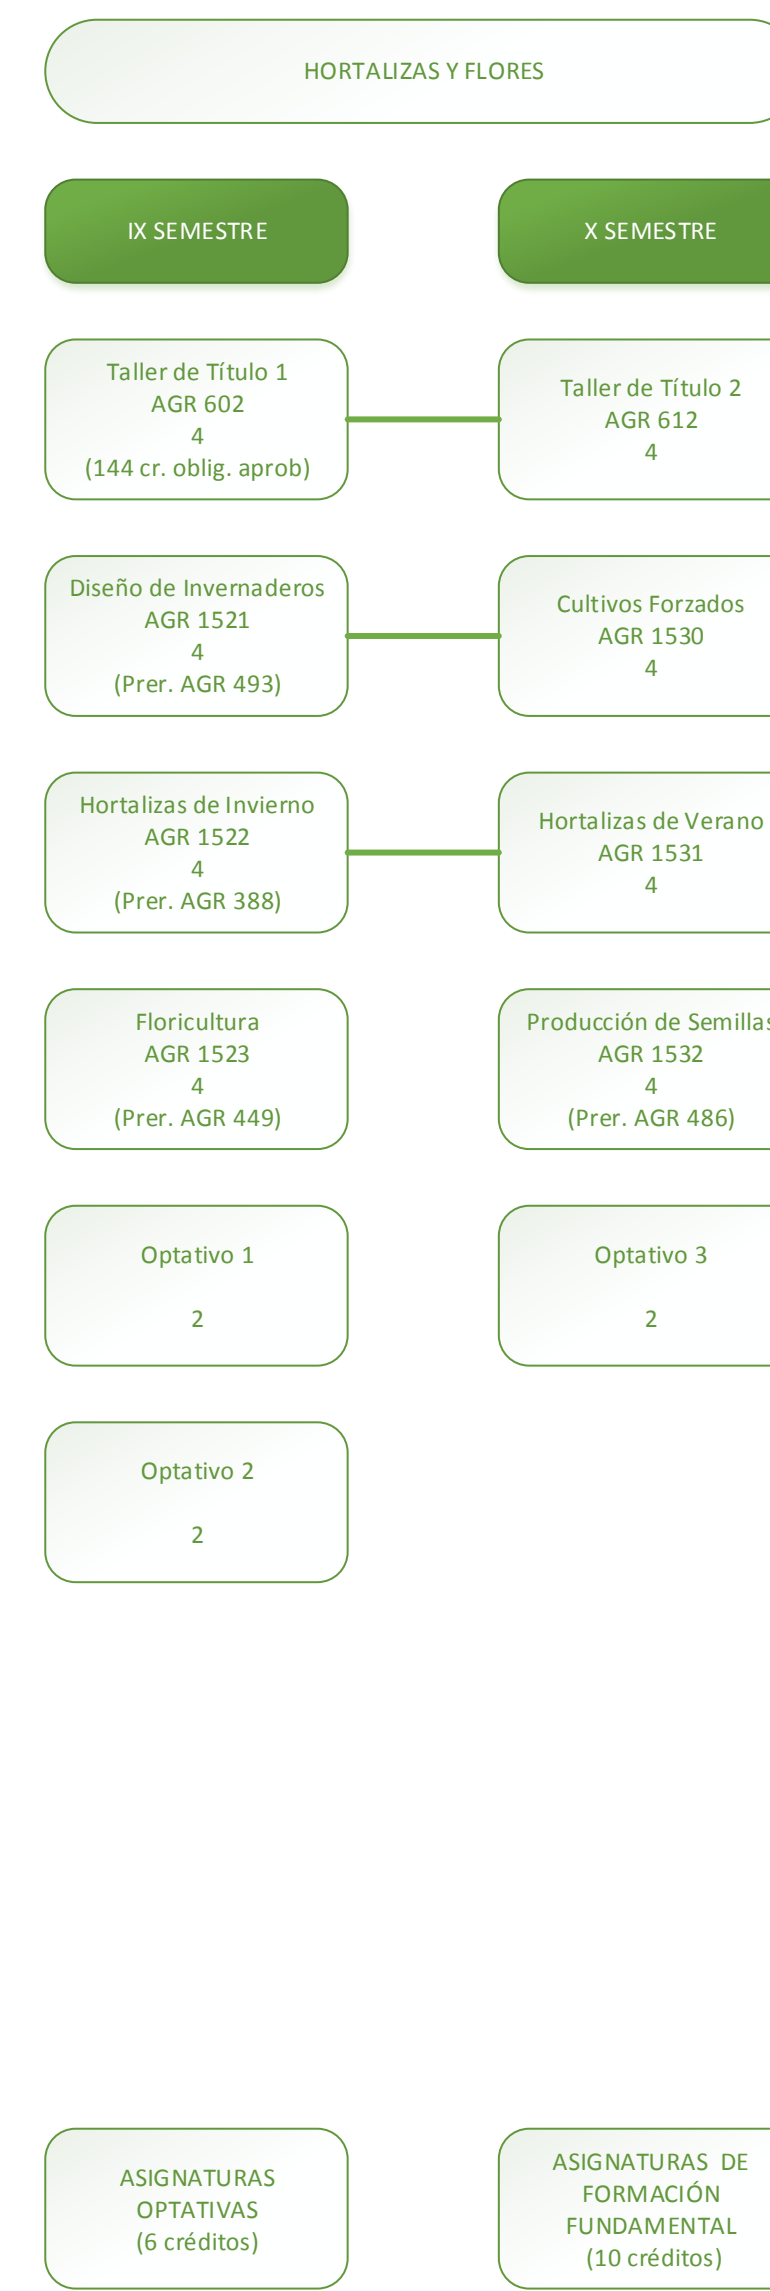 HORTALIZAS Y FLORES
IX SEMESTRE
X SEMESTRE
Taller de Título 1
AGR 602
4
(144 cr. oblig. aprob)
Taller de Título 2
AGR 612
4
Diseño de Invernaderos
AGR 1521
4
(Prer. AGR 493)
Cultivos Forzados
AGR 1530
4
Hortalizas de Invierno
AGR 1522
4
(Prer. AGR 388)
Hortalizas de Verano
AGR 1531
4
Floricultura
AGR 1523
4
(Prer. AGR 449)
Producción de Semillas
AGR 1532
4
(Prer. AGR 486)
Optativo 1
2
Optativo 3
2
Optativo 2
2
ASIGNATURAS
OPTATIVAS
(6 créditos)
ASIGNATURAS DE
FORMACIÓN
FUNDAMENTAL
(10 créditos)